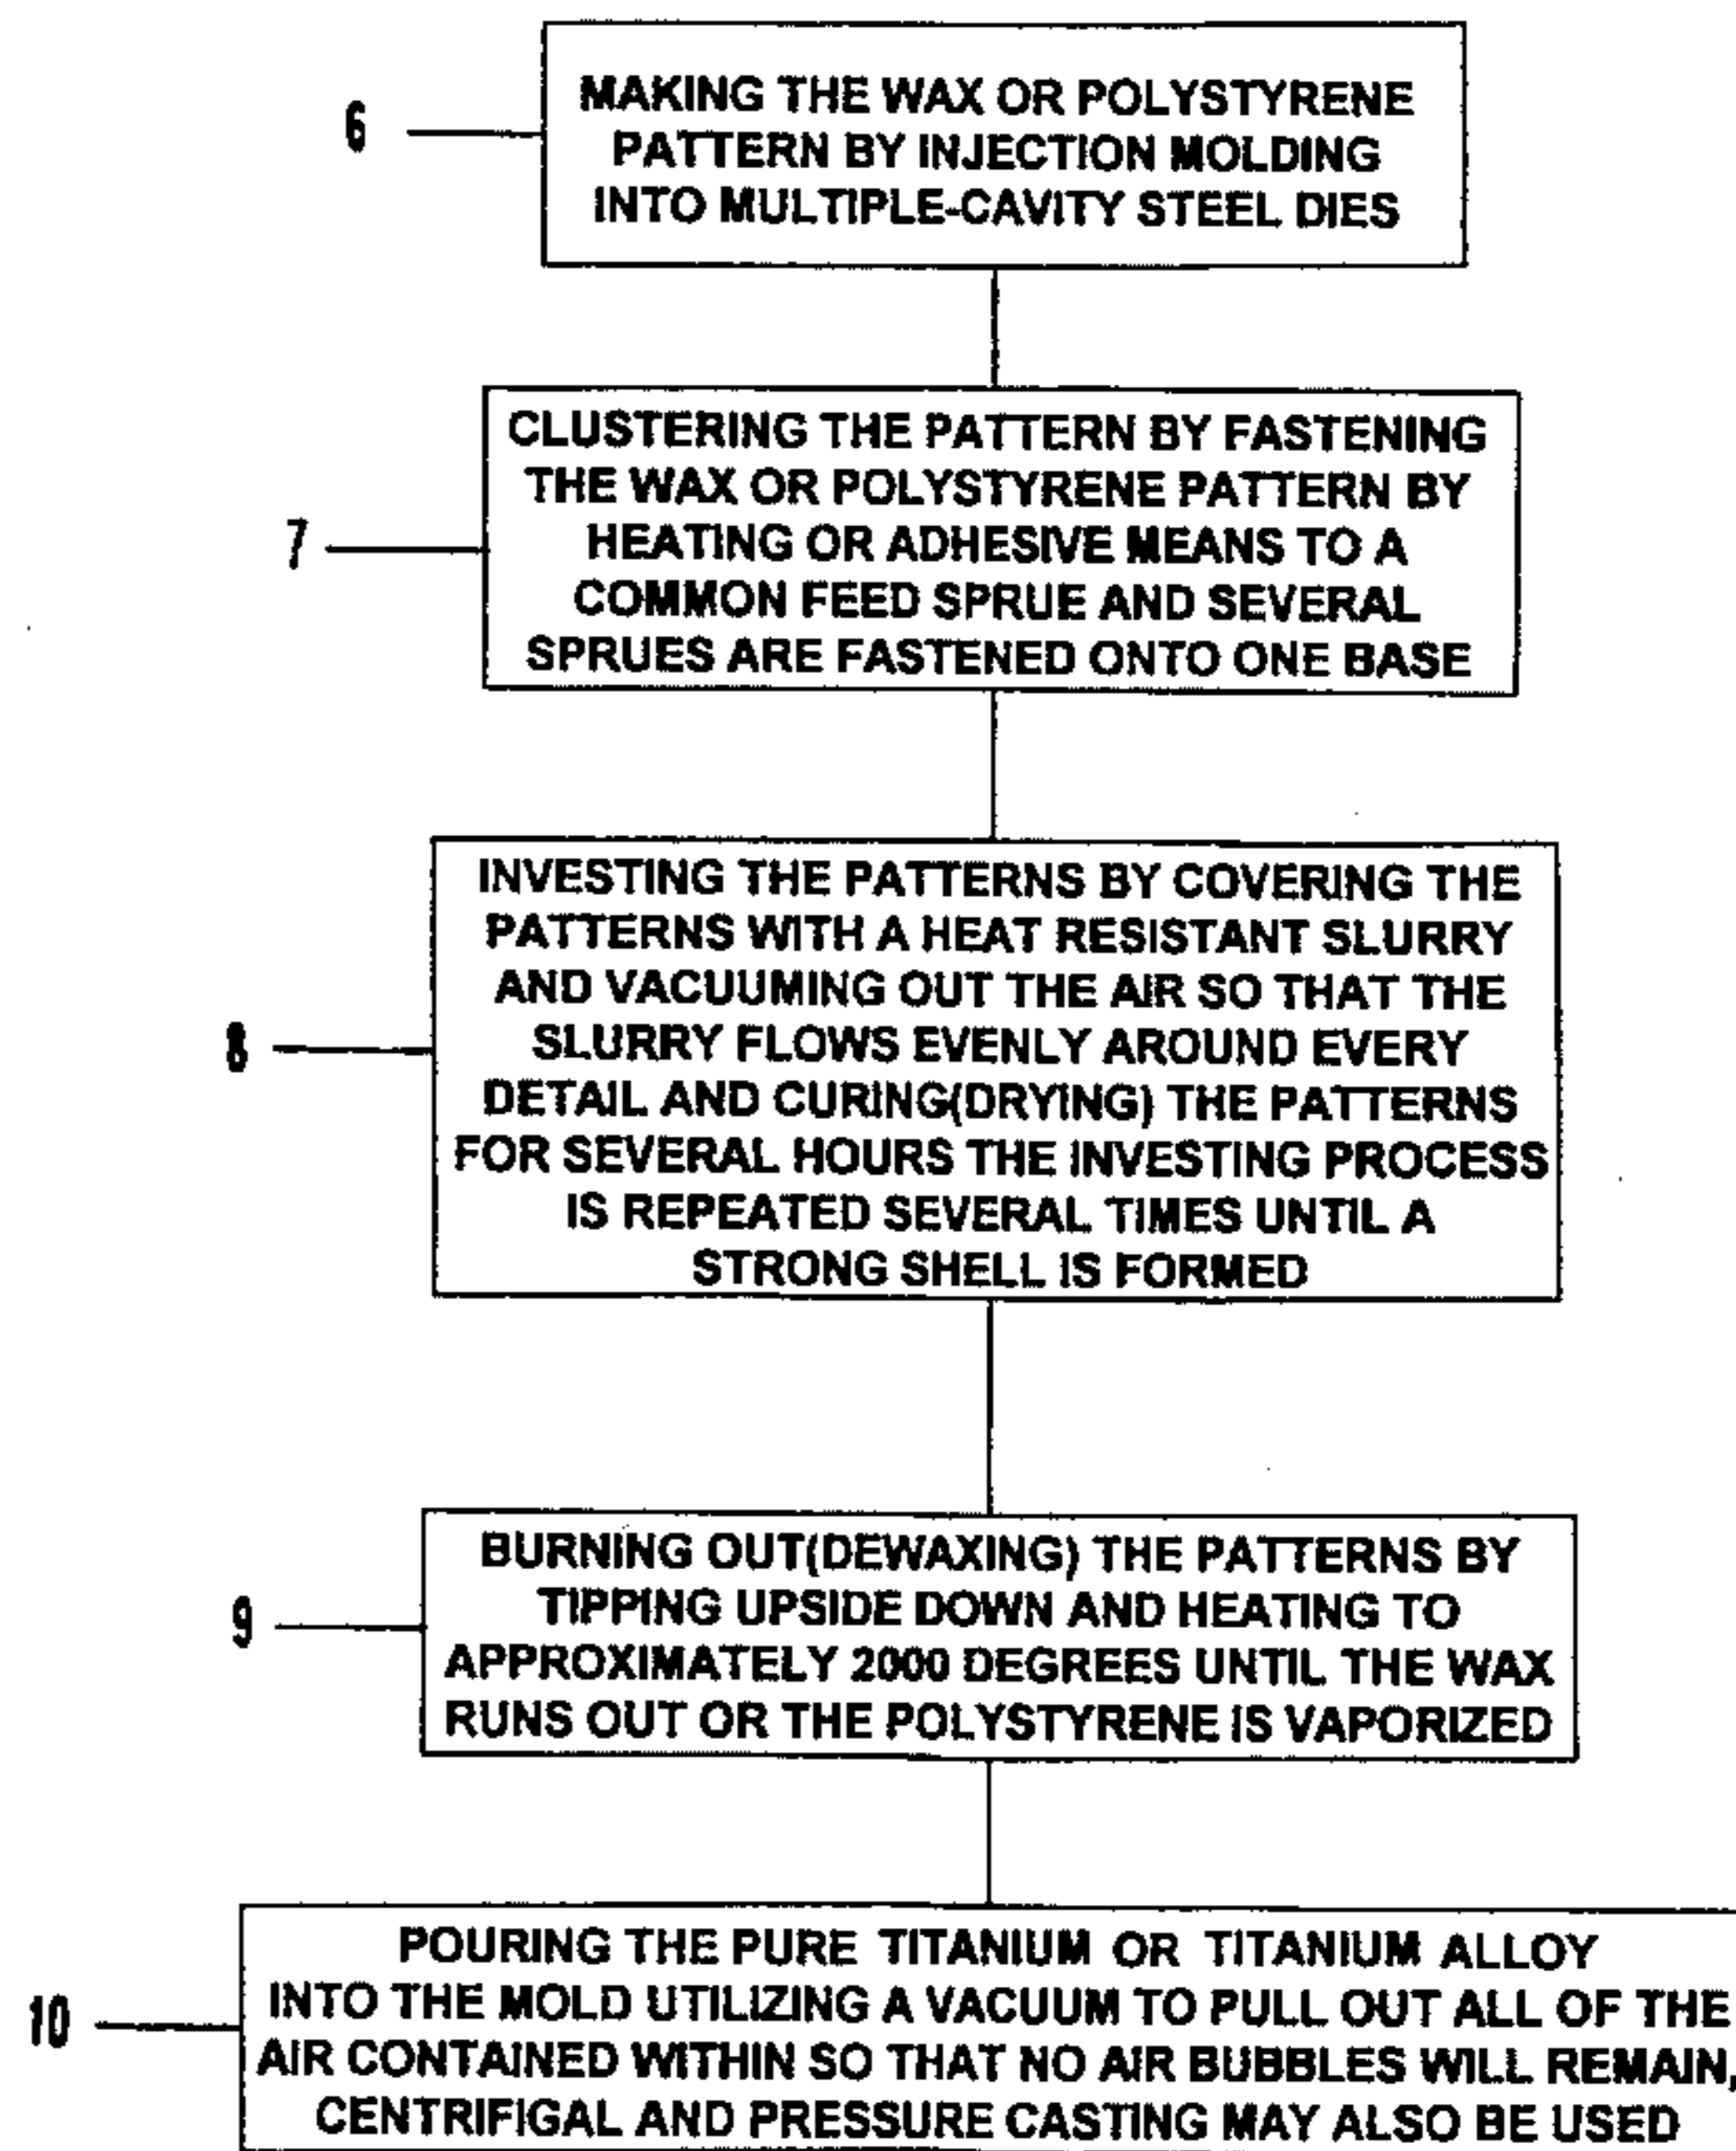 6
MAKING THE WAX OR POLYSTYRENE
PATTERN BY INJECTION MOLDING
INTO MULTIPLE-CAVITY STEEL DIES
7
CLUSTERING THE PATTERN BY FASTENING
THE WAX OR POLYSTYRENE PATTERN BY
HEATING OR ADHESIVE MEANS TO A
COMMON FEED SPRUE AND SEVERAL
SPRUES ARE FASTENED ONTO ONE BASE
8
INVESTING THE PATTERNS BY COVERING THE
PATTERNS WITH A HEAT RESISTANT SLURRY
AND VACUUMING OUT THE AIR SO THAT THE
SLURRY FLOWS EVENLY AROUND EVERY
DETAIL AND CURING(DRYING) THE PATTERNS
FOR SEVERAL HOURS THE INVESTING PROCESS
IS REPEATED SEVERAL TIMES UNTIL A
STRONG SHELL IS FORMED
9
BURNING OUT(DEWAXING) THE PATTERNS BY
TIPPING UPSIDE DOWN AND HEATING TO
APPROXIMATELY 2000 DEGREES UNTIL THE WAX
RUNS OUT OR THE POLYSTYRENE IS VAPORIZED
10
POURING THE PURE TITANIUM OR TITANIUM ALLOY
INTO THE MOLD UTILIZING A VACUUM TO PULL OUT ALL OF THE
AIR CONTAINED WITHIN SO THAT NO AIR BUBBLES WILL REMAIN,
CENTRIFIGAL AND PRESSURE CASTING MAY ALSO BE USED